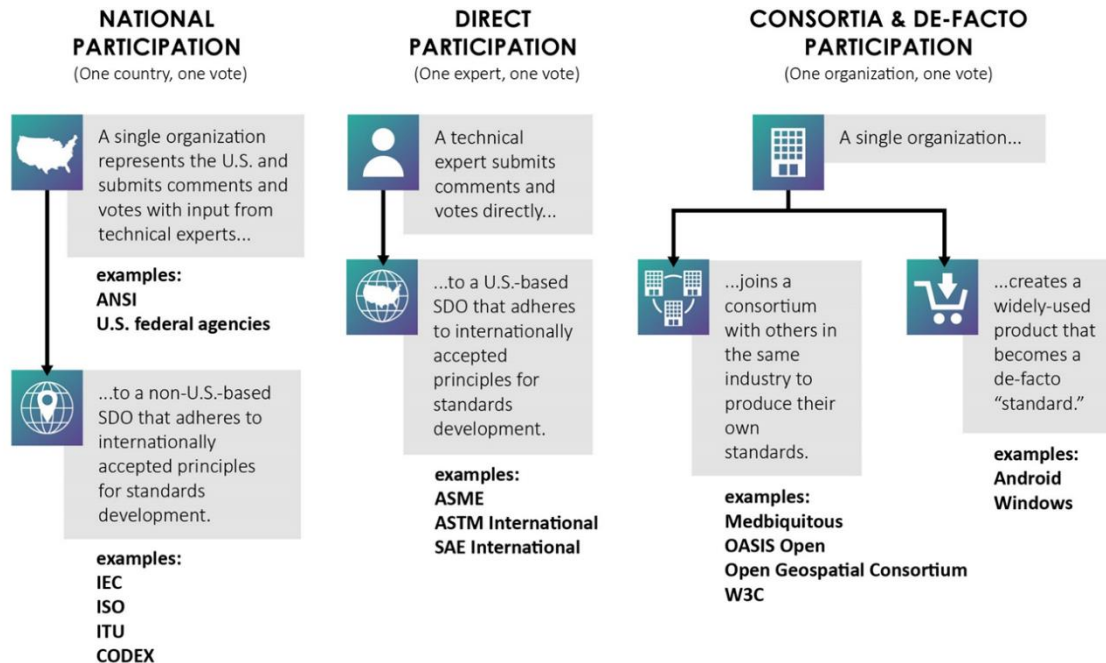 NATIONAL
PARTICIPATION
(One country, one vote)
A single organization
represents the U.S. and
submits comments and
votes with input from
technical experts...
examples:
ANSI
U.S. federal agencies
...to a non-U.S.-based
SDO that adheres to
internationally
accepted principles
for standards
development.
examples:
IEC
ISO
ITU
CODEX
DIRECT
PARTICIPATION
(One expert, one vote)
A technical
expert submits
comments and
votes directly...
...to a U.S.-based
SDO that adheres
to internationally
accepted
principles for
standards
development.
examples:
ASME
ASTM International
SAE International
CONSORTIA & DE-FACTO
PARTICIPATION
(One organization, one vote)
A single organization...
...joins a
consortium
with others in
the same
industry to
produce their
own
standards.
examples:
Medbiquitous
OASIS Open
Open Geospatial Consortium
W3C
...creates a
widely-used
product that
becomes a
de-facto
“standard.”
examples:
Android
Windows